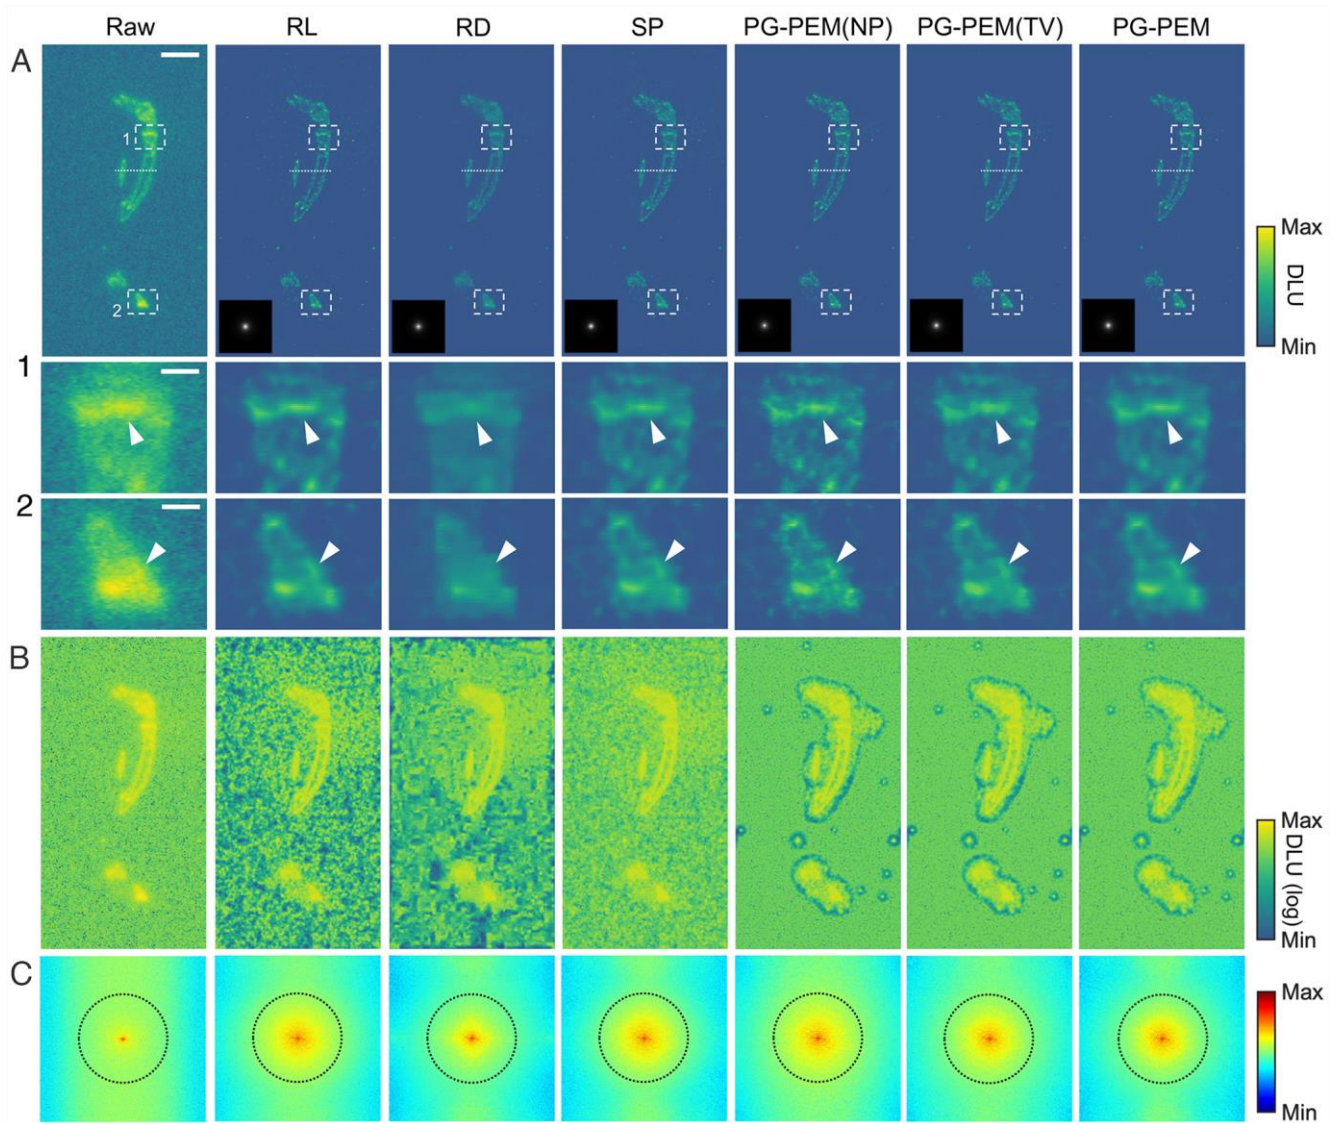 Raw RL RD SP PG-PEM(NP) PG-PEM(TV) PG-PEM
A
1
2
Max
DLU
Min
1
2
B
Max
DLU (log)
Min
C
Max
Min